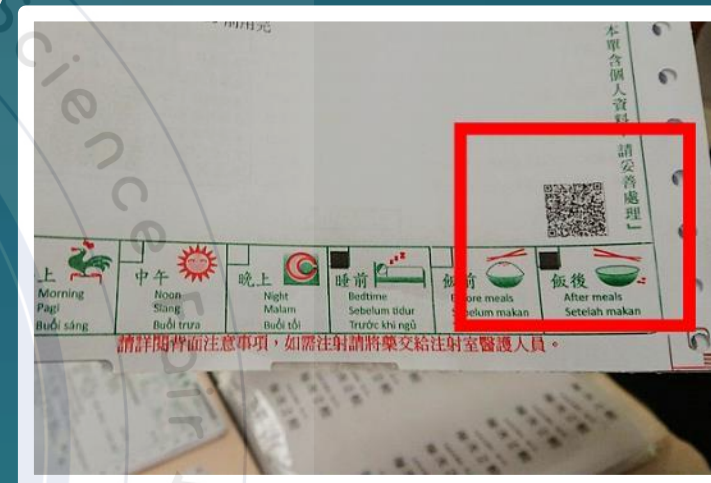 前用完
本單含個人資料，請妥善處理』
上
Morning
Pagi
Buổi sáng
中午
Noon
Siang
Buổi trưa
晚上
Night
Malam
Buổi tối
睡前
Bedtime
Sebelum tidur
Trước khi ngủ
飯前
Before meals
Sebelum makan
飯後
After meals
Setelah makan
請詳閱背面注意事項，如需注射請將藥交給注射室醫護人員。
Science
Fair